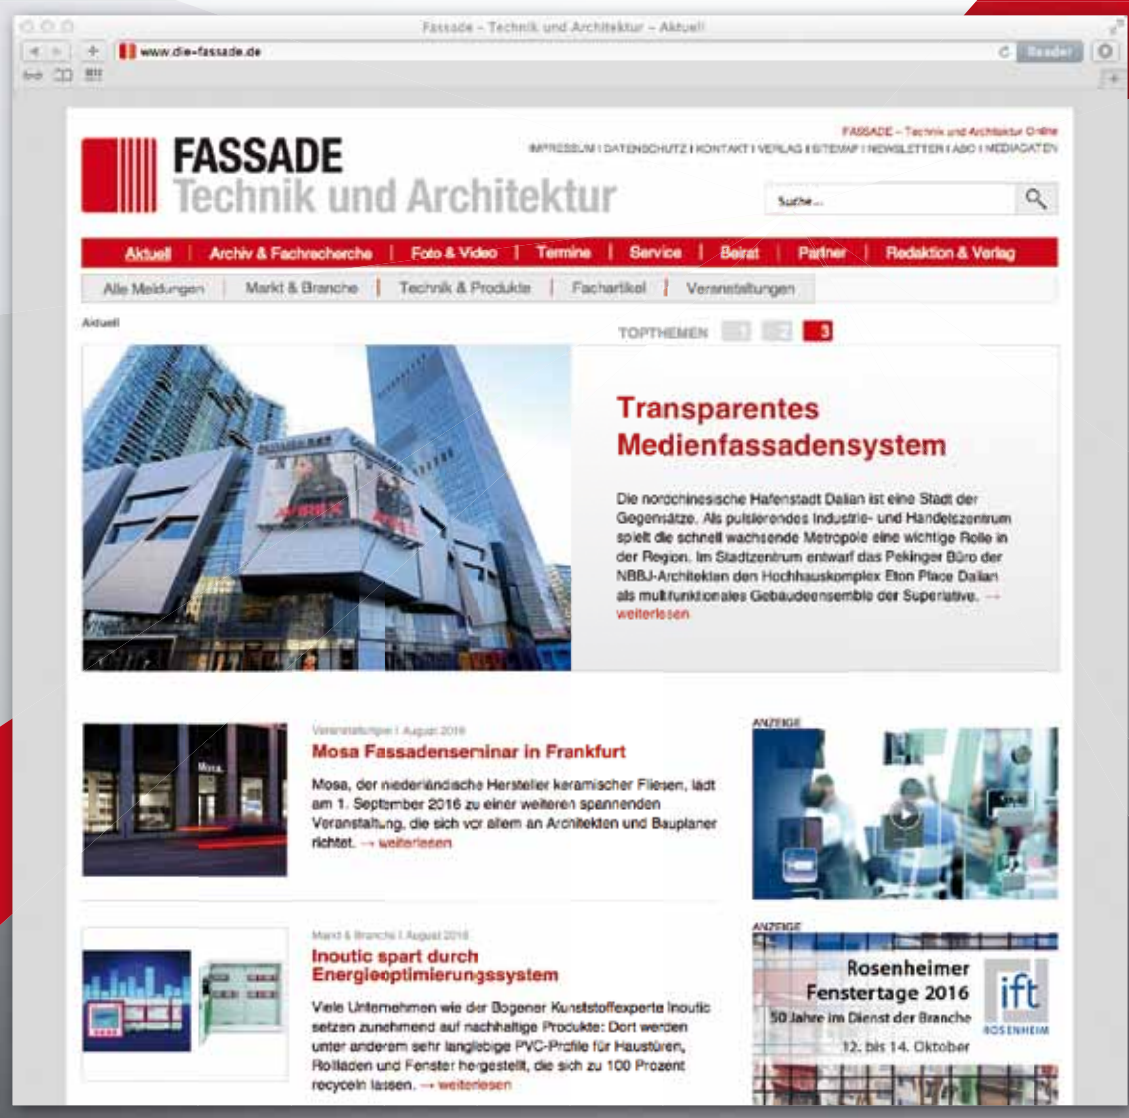 Fassade – Technik und Architektur – Aktuell
www.die-fassade.de
Reader
FASSADE – Technik und Architektur Online
IMPRESSUM I DATENSCHUTZ I KONTAKT I VERLAG I SITEMAP I NEWSLETTER I ABO I MEDIADATEN
FASSADE
Technik und Architektur
Suche...
Aktuell | Archiv & Fachrecherche | Foto & Video | Termine | Service | Beirat | Partner | Redaktion & Verlag
Alle Meldungen | Markt & Branche | Technik & Produkte | Fachartikel | Veranstaltungen
Aktuell
TOPTHEMEN 1 2 3
AVIREX
Transparentes
Medienfassadensystem
Die nordchinesische Hafenstadt Dalian ist eine Stadt der
Gegensätze. Als pulsierendes Industrie- und Handelszentrum
spielt die schnell wachsende Metropole eine wichtige Rolle in
der Region. Im Stadtzentrum entwarf das Pekinger Büro der
NBBJ-Architekten den Hochhauskomplex Eton Place Dalian
als multifunktionales Gebäudeensemble der Superlative. →
weiterlesen
Mosa.
Veranstaltungen I August 2016
Mosa Fassadenseminar in Frankfurt
Mosa, der niederländische Hersteller keramischer Fliesen, lädt
am 1. September 2016 zu einer weiteren spannenden
Veranstaltung, die sich vor allem an Architekten und Bauplaner
richtet. → weiterlesen
Markt & Branche I August 2016
Inoutic spart durch
Energieoptimierungssystem
Viele Unternehmen wie der Bogener Kunststoffexperte Inoutic
setzen zunehmend auf nachhaltige Produkte: Dort werden
unter anderem sehr langlebige PVC-Profile für Haustüren,
Rollladen und Fenster hergestellt, die sich zu 100 Prozent
recyceln lassen. → weiterlesen
ANZEIGE
ANZEIGE
Rosenheimer
Fenstertage 2016
50 Jahre im Dienst der Branche
12. bis 14. Oktober
ift
ROSENHEIM